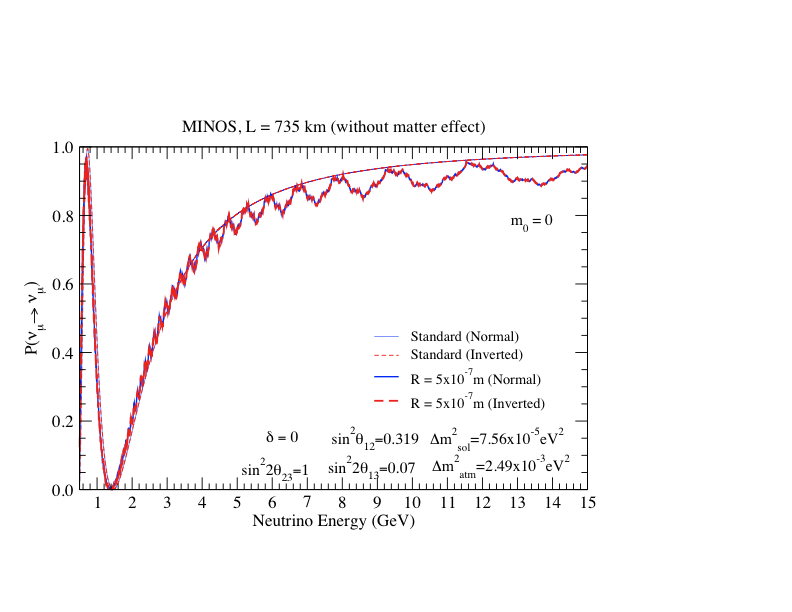 MINOS, L = 735 km (without matter effect)
1.0
0.8
0.6
0.4
0.2
0.0
P(νμ→ νμ)
m0 = 0
Standard (Normal)
Standard (Inverted)
R = 5x10-7m (Normal)
R = 5x10-7m (Inverted)
δ = 0 sin2θ12=0.319 Δm2sol=7.56x10-5eV2
sin22θ23=1 sin22θ13=0.07 Δm2atm=2.49x10-3eV2
1 2 3 4 5 6 7 8 9 10 11 12 13 14 15
Neutrino Energy (GeV)